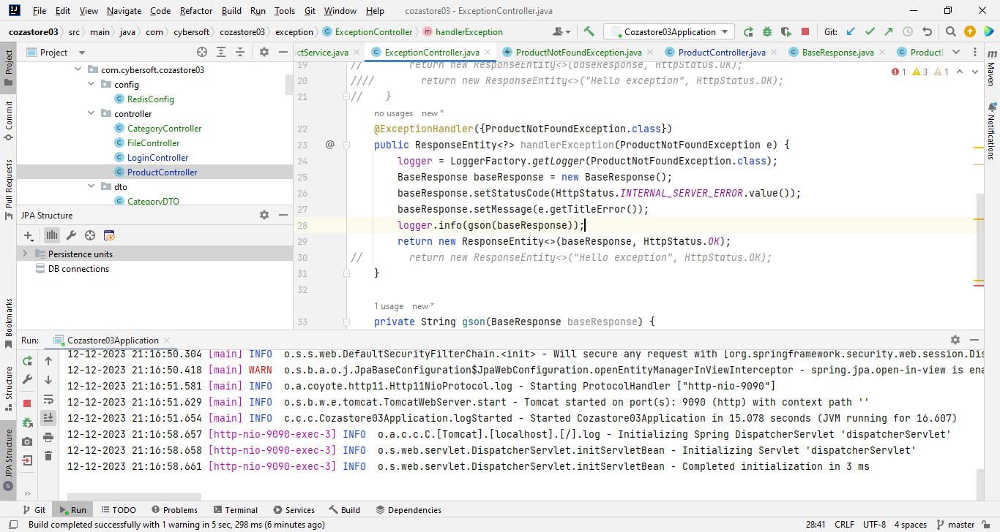 File Edit View Navigate Code Refactor Build Run Tools Git Window Help cozastore03 - ExceptionController.java
cozastore03 src main java com cybersoft cozastore03 exception ExceptionController handlerException Cozastore03Application Git:
Project ctService.java ExceptionController.java ProductNotFoundException.java ProductController.java BaseResponse.java
com.cybersoft.cozastore03
config
RedisConfig
controller
CategoryController
FileController
LoginController
ProductController
dto
CategoryDTO
JPA Structure
Persistence units
DB connections
19 // return new ResponseEntity<>(baseResponse, HttpStatus.OK);
20 //// return new ResponseEntity<>("Hello exception", HttpStatus.OK);
21 // }
no usages new *
22 @ExceptionHandler({ProductNotFoundException.class})
23 @ public ResponseEntity<?> handlerException(ProductNotFoundException e) {
24 logger = LoggerFactory.getLogger(ProductNotFoundException.class);
25 BaseResponse baseResponse = new BaseResponse();
26 baseResponse.setStatusCode(HttpStatus.INTERNAL_SERVER_ERROR.value());
27 baseResponse.setMessage(e.getTitleError());
28 logger.info(gson(baseResponse));
29 return new ResponseEntity<>(baseResponse, HttpStatus.OK);
30 // return new ResponseEntity<>("Hello exception", HttpStatus.OK);
31 }
32
1 usage new *
33 private String gson(BaseResponse baseResponse) {
1 3 1
Project
Commit
Pull Requests
Bookmarks
Structure
JPA Structure
m
Maven
Notifications
Run: Cozastore03Application
12-12-2023 21:16:50.304 [main] INFO o.s.s.web.DefaultSecurityFilterChain.<init> - Will secure any request with [org.springframework.security.web.session.Dis
12-12-2023 21:16:50.418 [main] WARN o.s.b.a.o.j.JpaBaseConfiguration$JpaWebConfiguration.openEntityManagerInViewInterceptor - spring.jpa.open-in-view is ena
12-12-2023 21:16:51.581 [main] INFO o.a.coyote.http11.Http11NioProtocol.log - Starting ProtocolHandler ["http-nio-9090"]
12-12-2023 21:16:51.629 [main] INFO o.s.b.w.e.tomcat.TomcatWebServer.start - Tomcat started on port(s): 9090 (http) with context path ''
12-12-2023 21:16:51.654 [main] INFO c.c.c.Cozastore03Application.logStarted - Started Cozastore03Application in 15.078 seconds (JVM running for 16.607)
12-12-2023 21:16:58.657 [http-nio-9090-exec-3] INFO o.a.c.c.C.[Tomcat].[localhost].[/].log - Initializing Spring DispatcherServlet 'dispatcherServlet'
12-12-2023 21:16:58.658 [http-nio-9090-exec-3] INFO o.s.web.servlet.DispatcherServlet.initServletBean - Initializing Servlet 'dispatcherServlet'
12-12-2023 21:16:58.661 [http-nio-9090-exec-3] INFO o.s.web.servlet.DispatcherServlet.initServletBean - Completed initialization in 3 ms
Git Run TODO Problems Terminal Services Build Dependencies
Build completed successfully with 1 warning in 5 sec, 298 ms (6 minutes ago) 28:41 CRLF UTF-8 4 spaces master